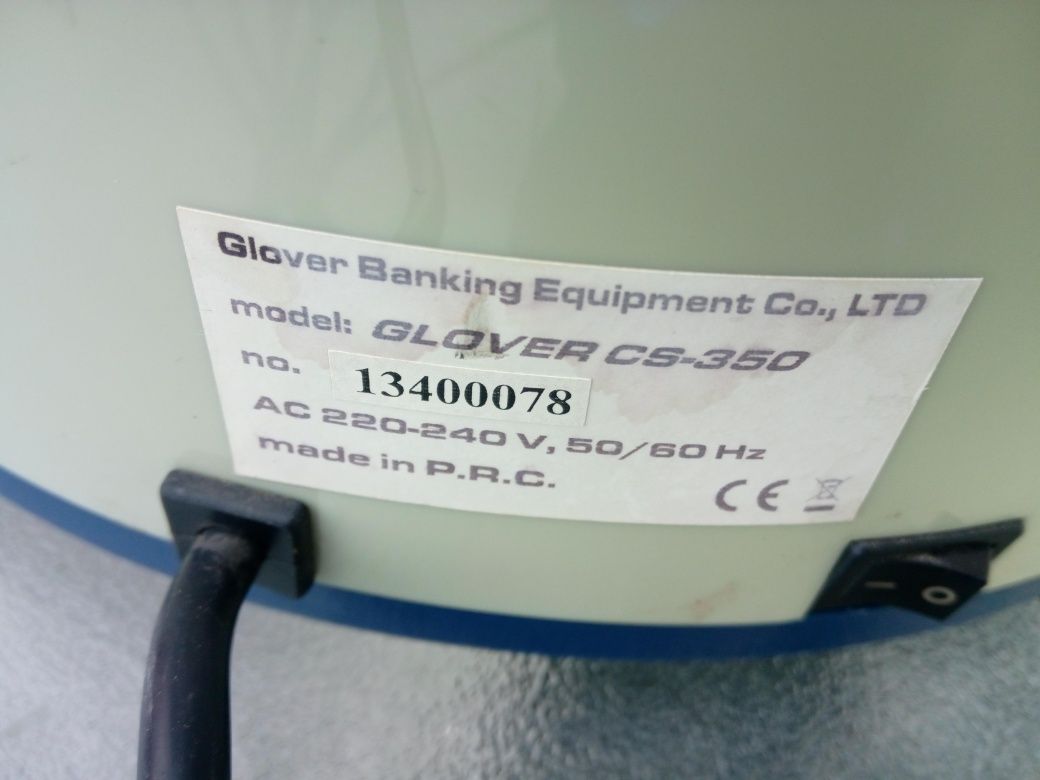 Glover Banking Equipment Co., LTD
model: GLOVER CS-350
no. 13400078
AC 220-240 V, 50/60 Hz
made in P.R.C.
CE
— O